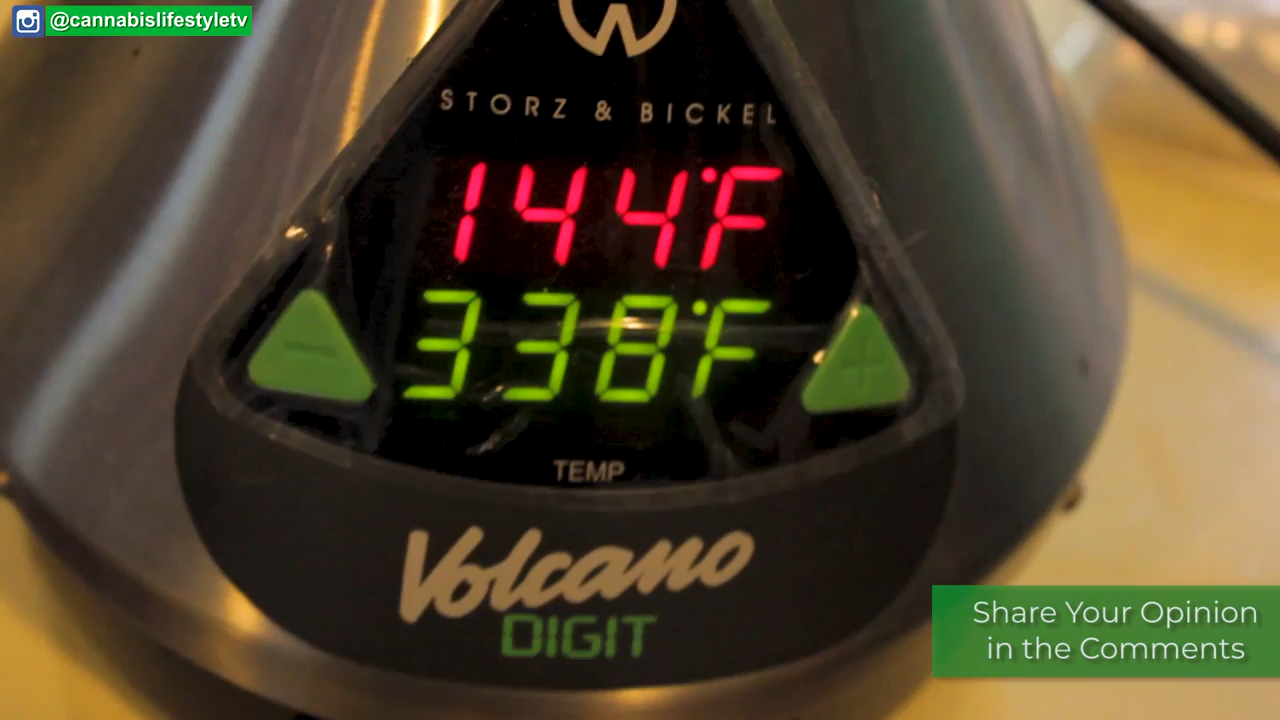 @cannabislifestyletv
STORZ & BICKEL
144°F
338°F
TEMP
Volcano
DIGIT
Share Your Opinion
in the Comments